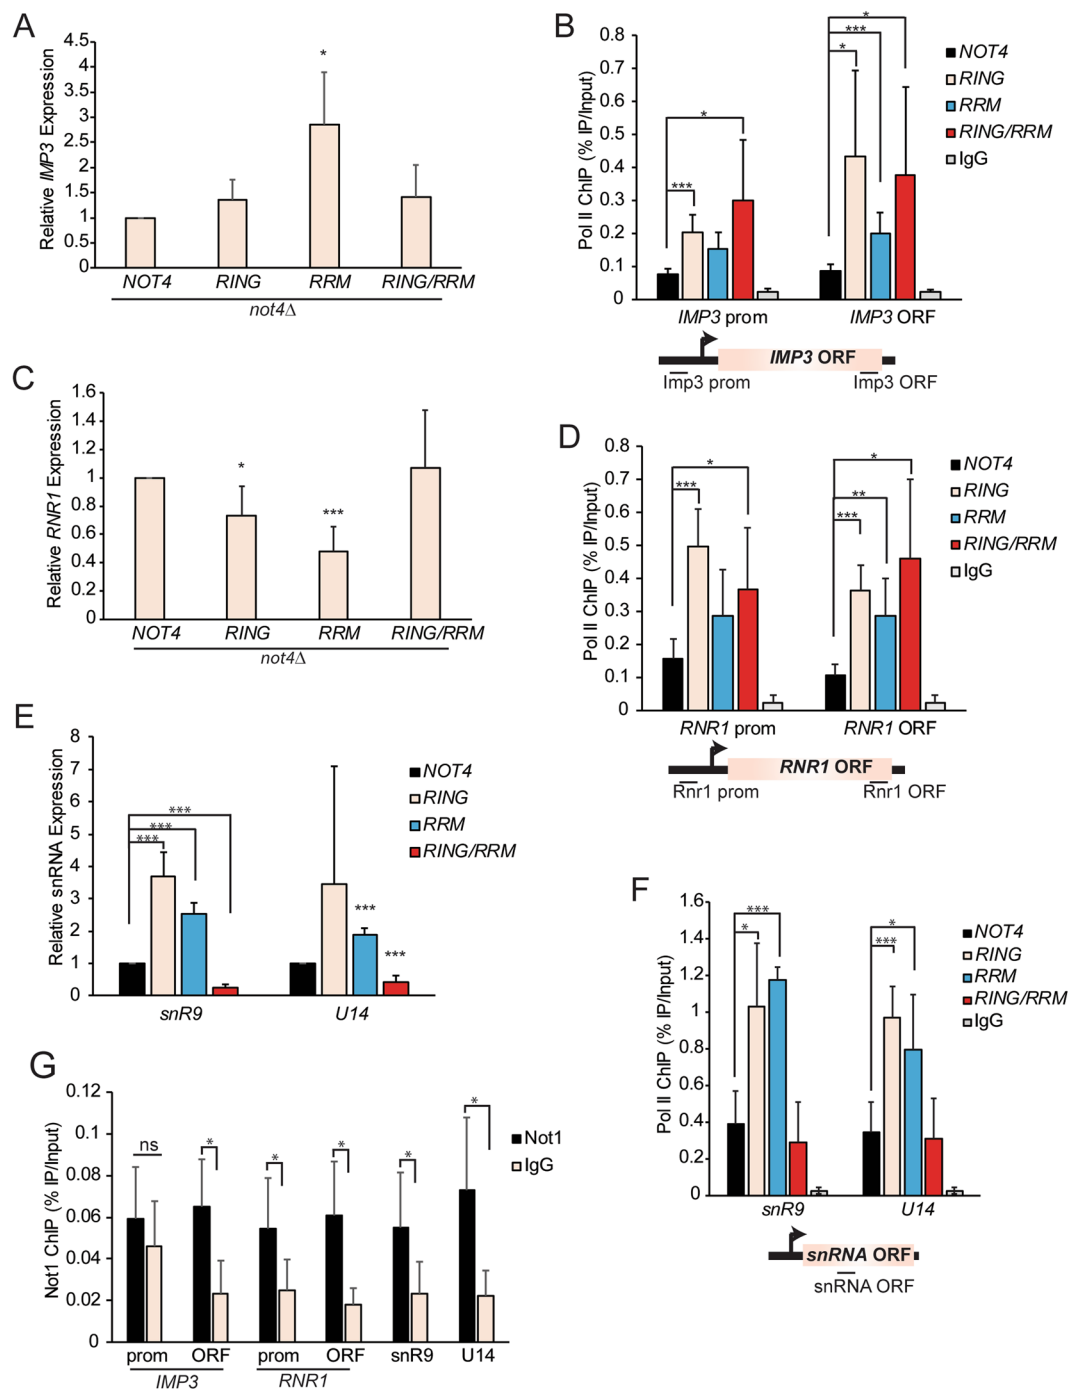 A
Relative IMP3 Expression
4.5
4
3.5
3
2.5
2
1.5
1
0.5
0
*
NOT4 RING RRM RING/RRM
not4Δ
B
Pol II ChIP (% IP/Input)
0.8
0.7
0.6
0.5
0.4
0.3
0.2
0.1
0
***
*
*
***
*
NOT4
RING
RRM
RING/RRM
IgG
IMP3 prom IMP3 ORF
IMP3 ORF
Imp3 prom Imp3 ORF
C
Relative RNR1 Expression
1.6
1.4
1.2
1
0.8
0.6
0.4
0.2
0
*
***
NOT4 RING RRM RING/RRM
not4Δ
D
Pol II ChIP (% IP/Input)
0.8
0.7
0.6
0.5
0.4
0.3
0.2
0.1
0
***
*
***
**
*
NOT4
RING
RRM
RING/RRM
IgG
RNR1 prom RNR1 ORF
RNR1 ORF
Rnr1 prom Rnr1 ORF
E
Relative snRNA Expression
8
7
6
5
4
3
2
1
0
***
***
***
***
***
NOT4
RING
RRM
RING/RRM
snR9 U14
F
Pol II ChIP (% IP/Input)
1.6
1.4
1.2
1
0.8
0.6
0.4
0.2
0
***
*
*
***
NOT4
RING
RRM
RING/RRM
IgG
snR9 U14
snRNA ORF
snRNA ORF
G
Not1 ChIP (% IP/Input)
0.12
0.1
0.08
0.06
0.04
0.02
0
ns
*
*
*
*
*
Not1
IgG
prom ORF prom ORF snR9 U14
IMP3 RNR1